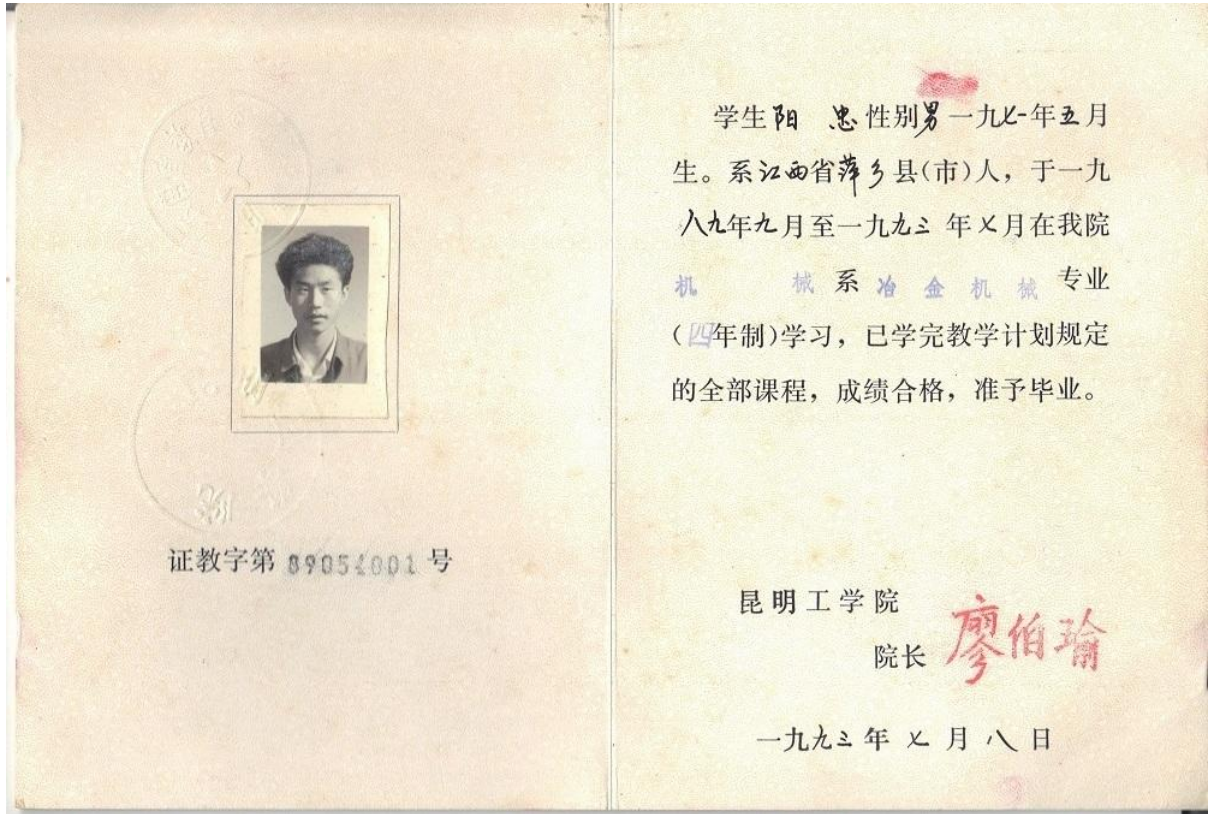 证教字第 89054001 号
学生阳 忠性别男一九七一年五月
生。系江西省萍乡县(市)人，于一九
八九年九月至一九九三年七月在我院
机 械系 冶金机械 专业
(四年制)学习，已学完教学计划规定
的全部课程，成绩合格，准予毕业。
昆明工学院
院长 廖伯瑜
一九九三年七月八日